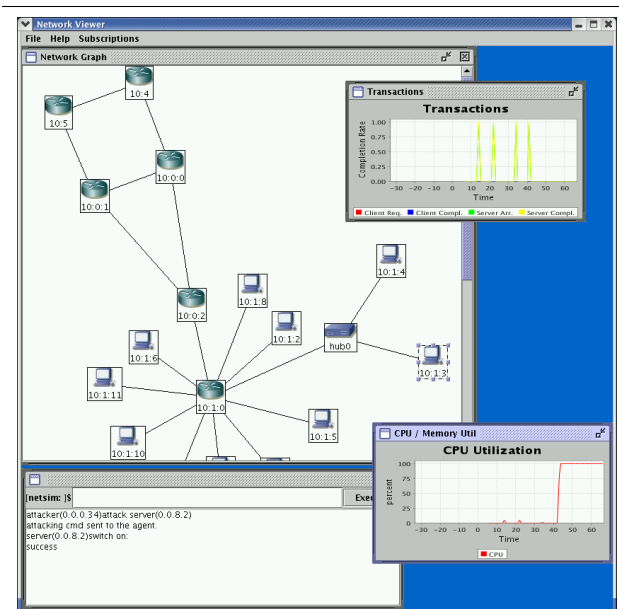 Network Viewer
File Help Subscriptions
Network Graph
10:4
10:5
10:0:0
10:0:1
10:0:2
10:1:8
10:1:4
10:1:2
hub0
10:1:3
10:1:6
10:1:11
10:1:0
10:1:5
10:1:10
Transactions
Transactions
Completion Rate
1.00
0.75
0.50
0.25
0.00
-30 -20 -10 0 10 20 30 40 50 60
Time
Client Req. Client Compl. Server Arr. Server Compl.
CPU / Memory Util
CPU Utilization
percent
100
75
50
25
0
-30 -20 -10 0 10 20 30 40 50 60
Time
CPU
[netsim: ]$
attacker(0.0.0.34)attack server(0.0.8.2)
attacking cmd sent to the agent.
server(0.0.8.2)switch on:
success